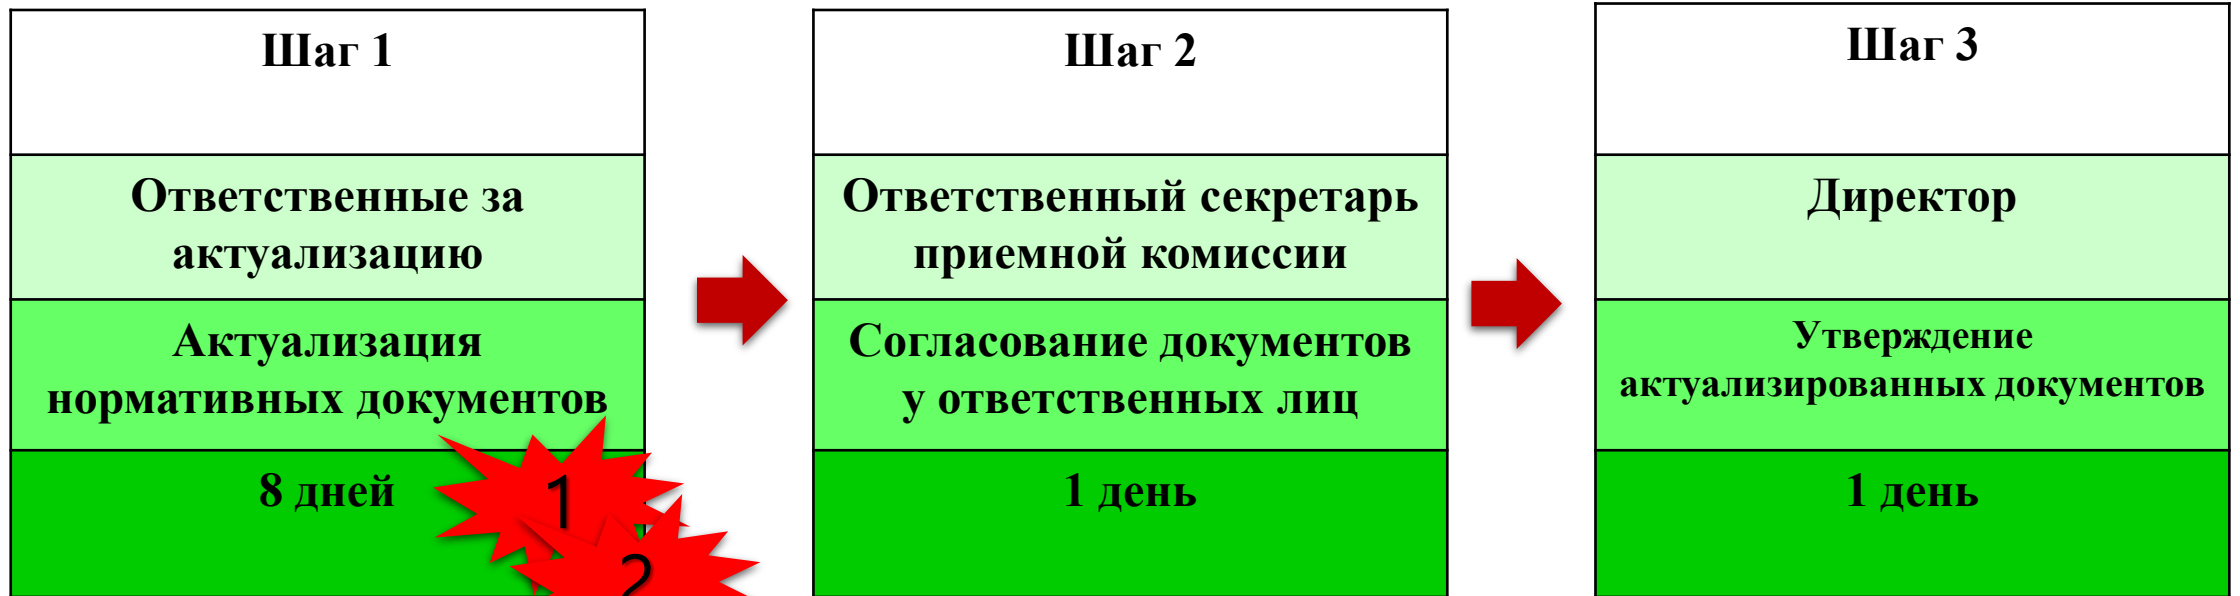 Шаг 1
Ответственные за
актуализацию
Актуализация
нормативных документов
8 дней
1
2
Шаг 2
Ответственный секретарь
приемной комиссии
Согласование документов
у ответственных лиц
1 день
Шаг 3
Директор
Утверждение
актуализированных документов
1 день